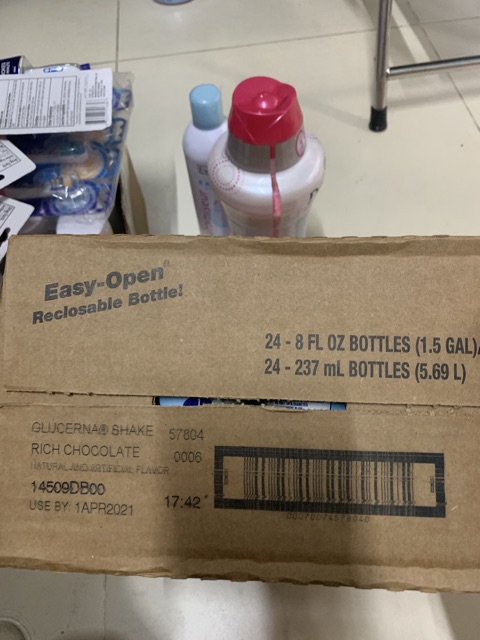 Easy-Open®
Reclosable Bottle!
24 - 8 FL OZ BOTTLES (1.5 GAL)
24 - 237 mL BOTTLES (5.69 L)
GLUCERNA® SHAKE 57804
RICH CHOCOLATE 0006
NATURAL AND ARTIFICIAL FLAVOR
14509DB00
USE BY: 1APR2021 17:42